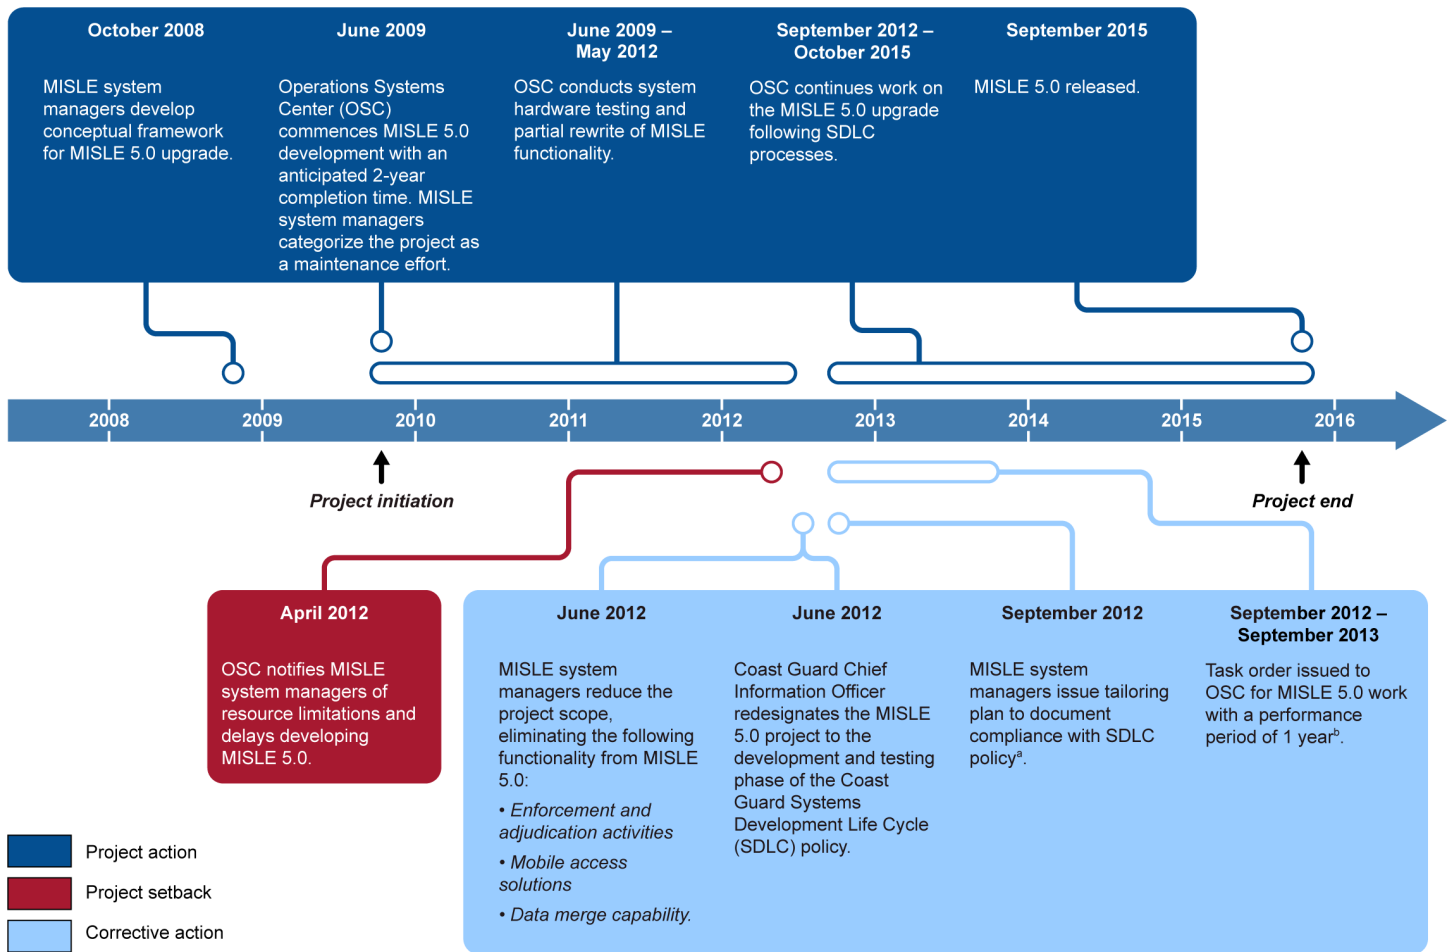 October 2008
MISLE system
managers develop
conceptual framework
for MISLE 5.0 upgrade.
June 2009
Operations Systems
Center (OSC)
commences MISLE 5.0
development with an
anticipated 2-year
completion time. MISLE
system managers
categorize the project as
a maintenance effort.
June 2009 –
May 2012
OSC conducts system
hardware testing and
partial rewrite of MISLE
functionality.
September 2012 –
October 2015
OSC continues work on
the MISLE 5.0 upgrade
following SDLC
processes.
September 2015
MISLE 5.0 released.
2008 2009 2010 2011 2012 2013 2014 2015 2016
Project initiation
Project end
April 2012
OSC notifies MISLE
system managers of
resource limitations and
delays developing
MISLE 5.0.
June 2012
MISLE system
managers reduce the
project scope,
eliminating the following
functionality from MISLE
5.0:
• Enforcement and
adjudication activities
• Mobile access
solutions
• Data merge capability.
June 2012
Coast Guard Chief
Information Officer
redesignates the MISLE
5.0 project to the
development and testing
phase of the Coast
Guard Systems
Development Life Cycle
(SDLC) policy.
September 2012
MISLE system
managers issue tailoring
plan to document
compliance with SDLC
policyᵃ.
September 2012 –
September 2013
Task order issued to
OSC for MISLE 5.0 work
with a performance
period of 1 yearᵇ.
Project action
Project setback
Corrective action